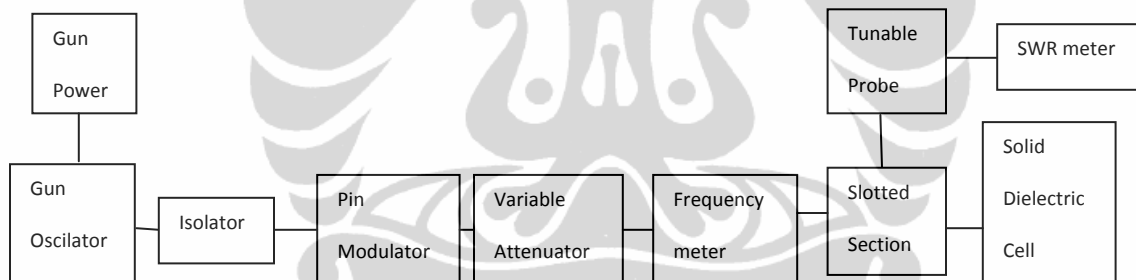 Gun
Power
Tunable
Probe
SWR meter
Gun
Oscilator
Isolator
Pin
Modulator
Variable
Attenuator
Frequency
meter
Slotted
Section
Solid
Dielectric
Cell